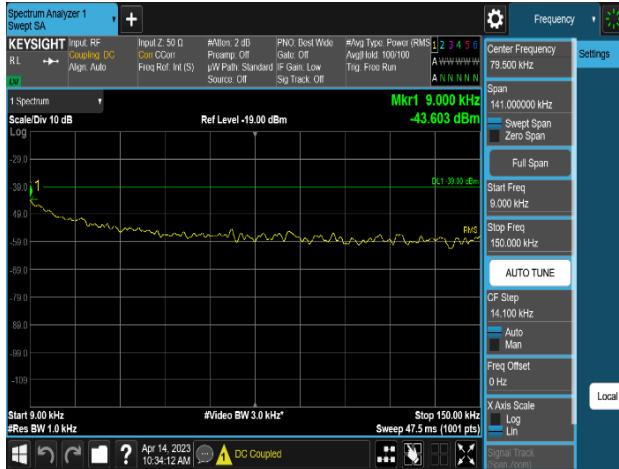 Spectrum Analyzer 1
Swept SA
+
Frequency
KEYSIGHT
RL
Input: RF
Coupling: DC
Align: Auto
Input Z: 50 Ω
Corr CCorr
Freq Ref: Int (S)
#Atten: 2 dB
Preamp: Off
µW Path: Standard
Source: Off
PNO: Best Wide
Gate: Off
IF Gain: Low
Sig Track: Off
#Avg Type: Power (RMS
Avg|Hold: 100/100
Trig: Free Run
1 2 3 4 5 6
A W W W W W
A N N N N N
1 Spectrum
Scale/Div 10 dB
Log
Ref Level -19.00 dBm
Mkr1 9.000 kHz
-43.603 dBm
-29.0
-39.0
-49.0
-59.0
-69.0
-79.0
-89.0
-99.0
-109
1
DL1 -39.00 dBm
RMS
Start 9.00 kHz
#Res BW 1.0 kHz
#Video BW 3.0 kHz*
Stop 150.00 kHz
Sweep 47.5 ms (1001 pts)
Center Frequency
79.500 kHz
Span
141.000000 kHz
Swept Span
Zero Span
Full Span
Start Freq
9.000 kHz
Stop Freq
150.000 kHz
AUTO TUNE
CF Step
14.100 kHz
Auto
Man
Freq Offset
0 Hz
X Axis Scale
Log
Lin
Signal Track
(Span Zoom)
Settings
Local
?
Apr 14, 2023
10:34:12 AM
DC Coupled